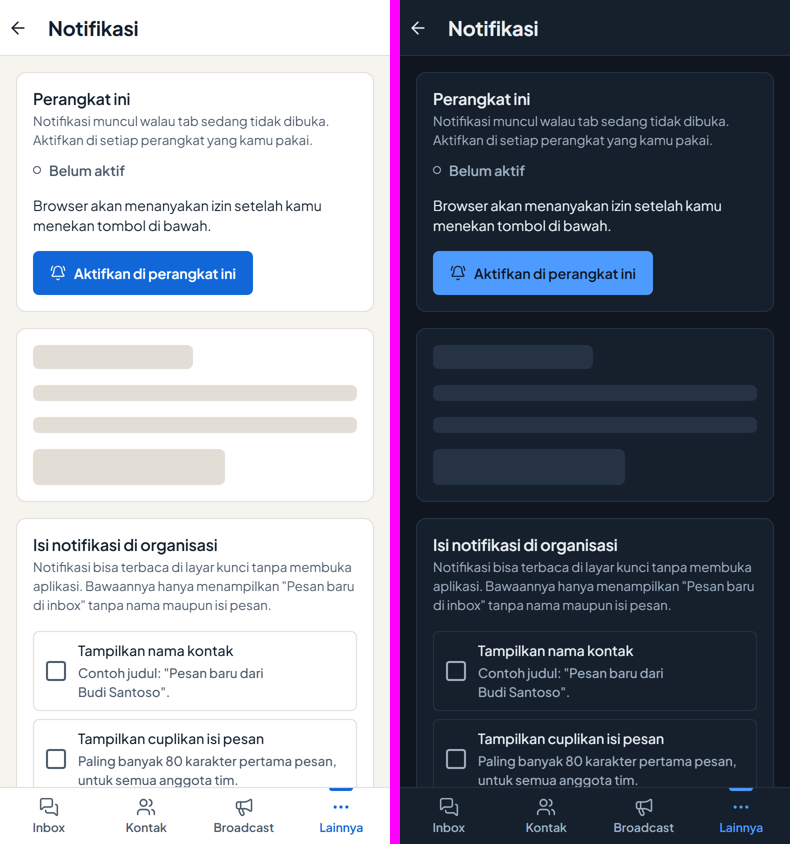 Notifikasi
Perangkat ini
Notifikasi muncul walau tab sedang tidak dibuka.
Aktifkan di setiap perangkat yang kamu pakai.
Belum aktif
Browser akan menanyakan izin setelah kamu
menekan tombol di bawah.
Aktifkan di perangkat ini
Isi notifikasi di organisasi
Notifikasi bisa terbaca di layar kunci tanpa membuka
aplikasi. Bawaannya hanya menampilkan "Pesan baru
di inbox" tanpa nama maupun isi pesan.
Tampilkan nama kontak
Contoh judul: "Pesan baru dari
Budi Santoso".
Tampilkan cuplikan isi pesan
Paling banyak 80 karakter pertama pesan,
untuk semua anggota tim.
Inbox
Kontak
Broadcast
Lainnya
Notifikasi
Perangkat ini
Notifikasi muncul walau tab sedang tidak dibuka.
Aktifkan di setiap perangkat yang kamu pakai.
Belum aktif
Browser akan menanyakan izin setelah kamu
menekan tombol di bawah.
Aktifkan di perangkat ini
Isi notifikasi di organisasi
Notifikasi bisa terbaca di layar kunci tanpa membuka
aplikasi. Bawaannya hanya menampilkan "Pesan baru
di inbox" tanpa nama maupun isi pesan.
Tampilkan nama kontak
Contoh judul: "Pesan baru dari
Budi Santoso".
Tampilkan cuplikan isi pesan
Paling banyak 80 karakter pertama pesan,
untuk semua anggota tim.
Inbox
Kontak
Broadcast
Lainnya